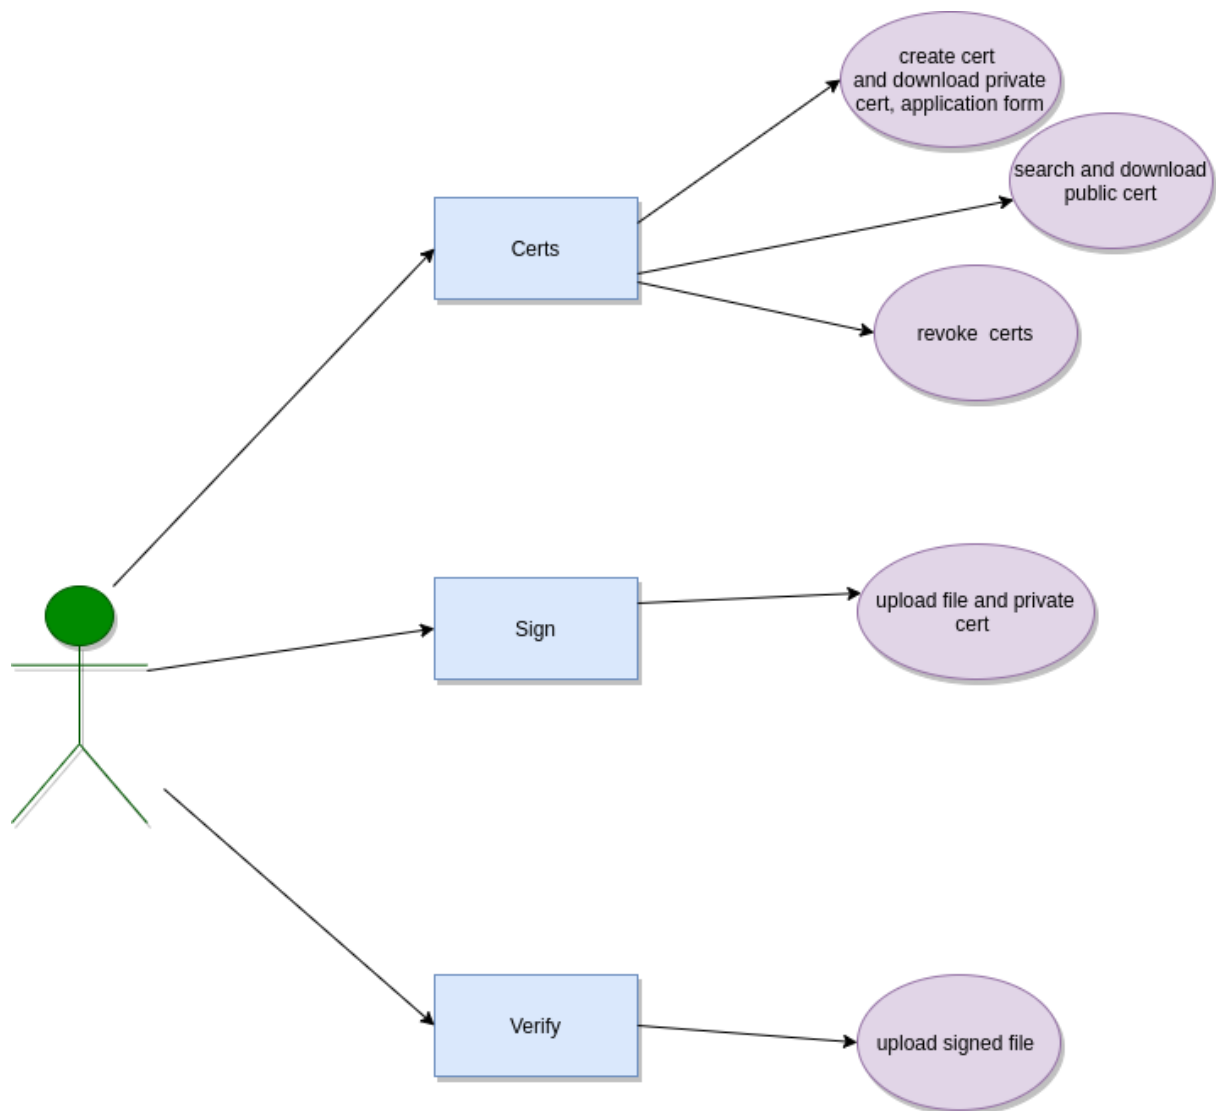 create cert
and download private
cert, application form
search and download
public cert
Certs
revoke  certs
upload file and private
cert
Sign
Verify
upload signed file